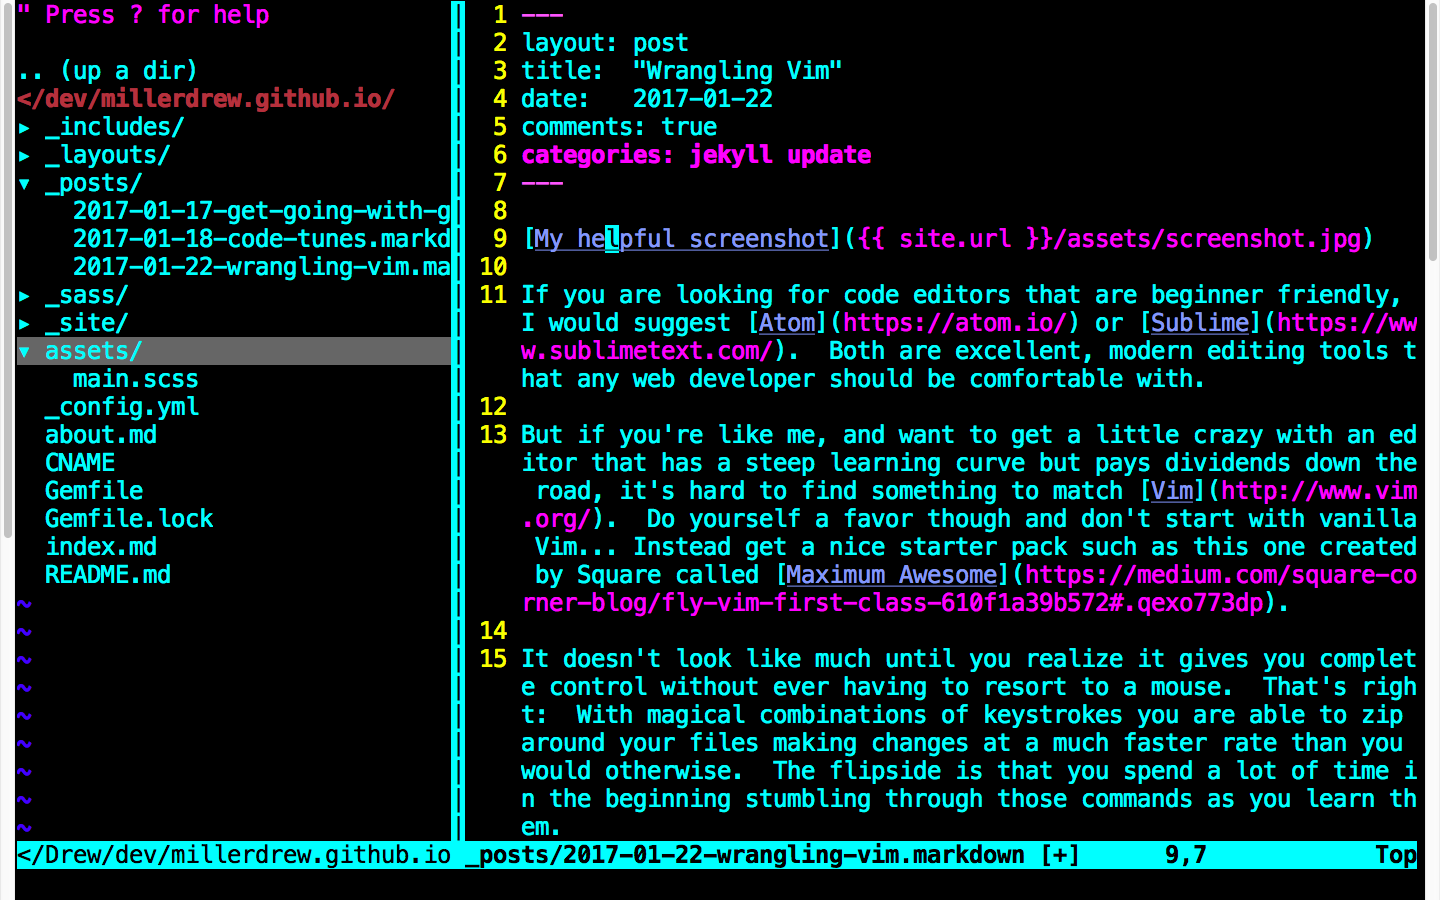 " Press ? for help
.. (up a dir)
</dev/millerdrew.github.io/
▸ _includes/
▸ _layouts/
▾ _posts/
2017-01-17-get-going-with-g
2017-01-18-code-tunes.markd
2017-01-22-wrangling-vim.ma
▸ _sass/
▸ _site/
▾ assets/
main.scss
_config.yml
about.md
CNAME
Gemfile
Gemfile.lock
index.md
README.md
~
~
~
~
~
~
~
~
~
</Drew/dev/millerdrew.github.io
1 ---
2 layout: post
3 title:  "Wrangling Vim"
4 date:   2017-01-22
5 comments: true
6 categories: jekyll update
7 ---
8
9 [My helpful screenshot]({{ site.url }}/assets/screenshot.jpg)
10
11 If you are looking for code editors that are beginner friendly,
I would suggest [Atom](https://atom.io/) or [Sublime](https://ww
w.sublimetext.com/).  Both are excellent, modern editing tools t
hat any web developer should be comfortable with.
12
13 But if you're like me, and want to get a little crazy with an ed
itor that has a steep learning curve but pays dividends down the
road, it's hard to find something to match [Vim](http://www.vim
.org/).  Do yourself a favor though and don't start with vanilla
Vim... Instead get a nice starter pack such as this one created
by Square called [Maximum Awesome](https://medium.com/square-co
rner-blog/fly-vim-first-class-610f1a39b572#.qexo773dp).
14
15 It doesn't look like much until you realize it gives you complet
e control without ever having to resort to a mouse.  That's righ
t:  With magical combinations of keystrokes you are able to zip
around your files making changes at a much faster rate than you
would otherwise.  The flipside is that you spend a lot of time i
n the beginning stumbling through those commands as you learn th
em.
_posts/2017-01-22-wrangling-vim.markdown [+]      9,7            Top